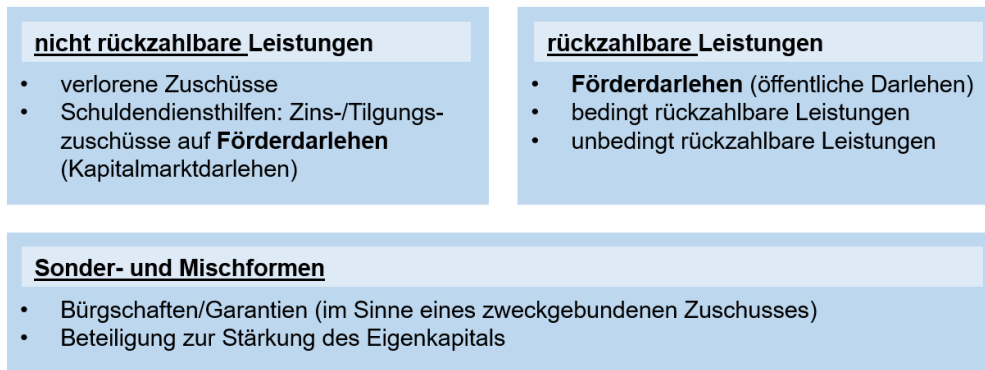 nicht rückzahlbare Leistungen
• verlorene Zuschüsse
• Schuldendiensthilfen: Zins-/Tilgungs-
zuschüsse auf Förderdarlehen
(Kapitalmarktdarlehen)
rückzahlbare Leistungen
• Förderdarlehen (öffentliche Darlehen)
• bedingt rückzahlbare Leistungen
• unbedingt rückzahlbare Leistungen
Sonder- und Mischformen
• Bürgschaften/Garantien (im Sinne eines zweckgebundenen Zuschusses)
• Beteiligung zur Stärkung des Eigenkapitals